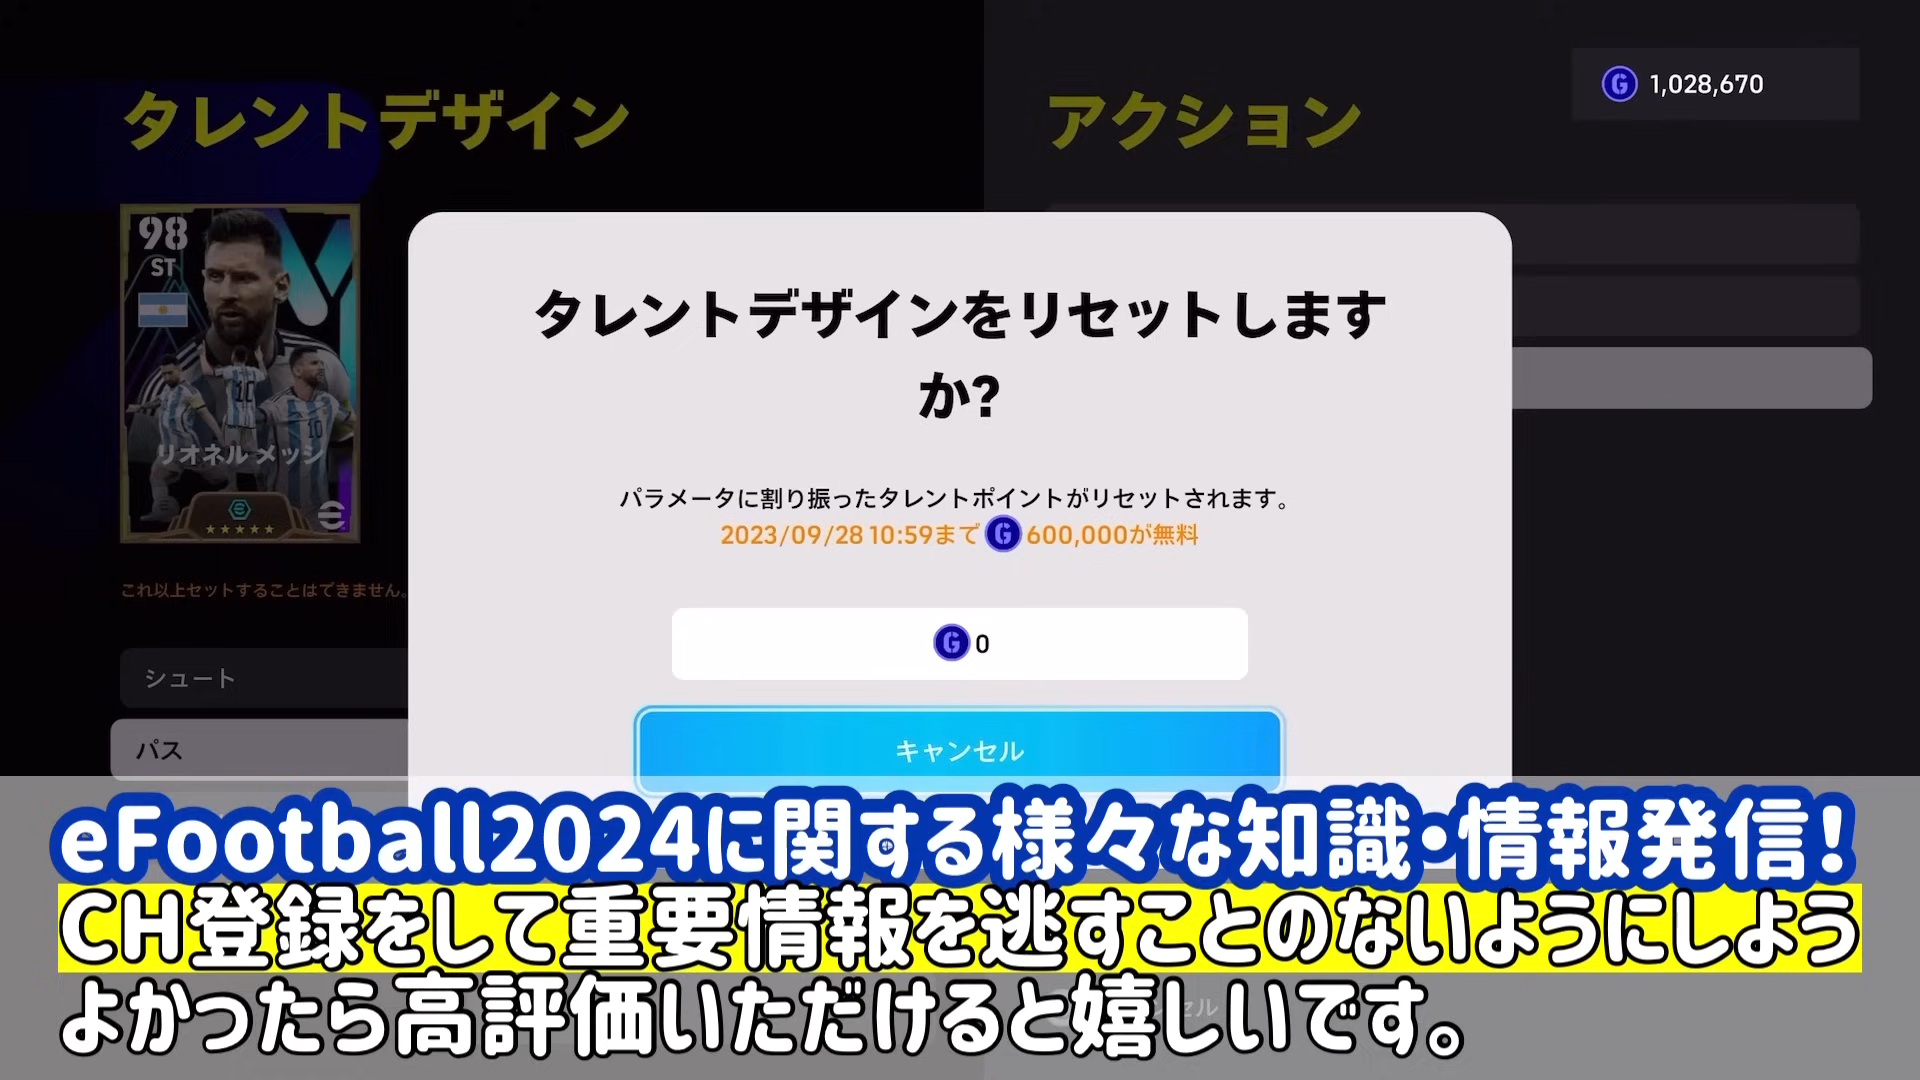 タレントデザイン
アクション
1,028,670
98
ST
リオネル メッシ
10
10
これ以上セットすることはできません。
シュート
パス
タレントデザインをリセットします
か?
パラメータに割り振ったタレントポイントがリセットされます。
2023/09/28 10:59まで G 600,000が無料
G 0
キャンセル
eFootball2024に関する様々な知識・情報発信!
CH登録をして重要情報を逃すことのないようにしよう
よかったら高評価いただけると嬉しいです。